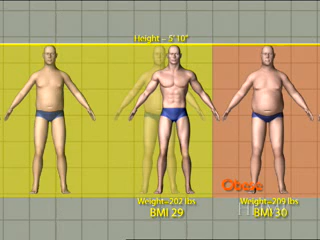 Height – 5'10"
Obese
Weight–202 lbs
Weight–209 lbs
BMI 29
BMI 30